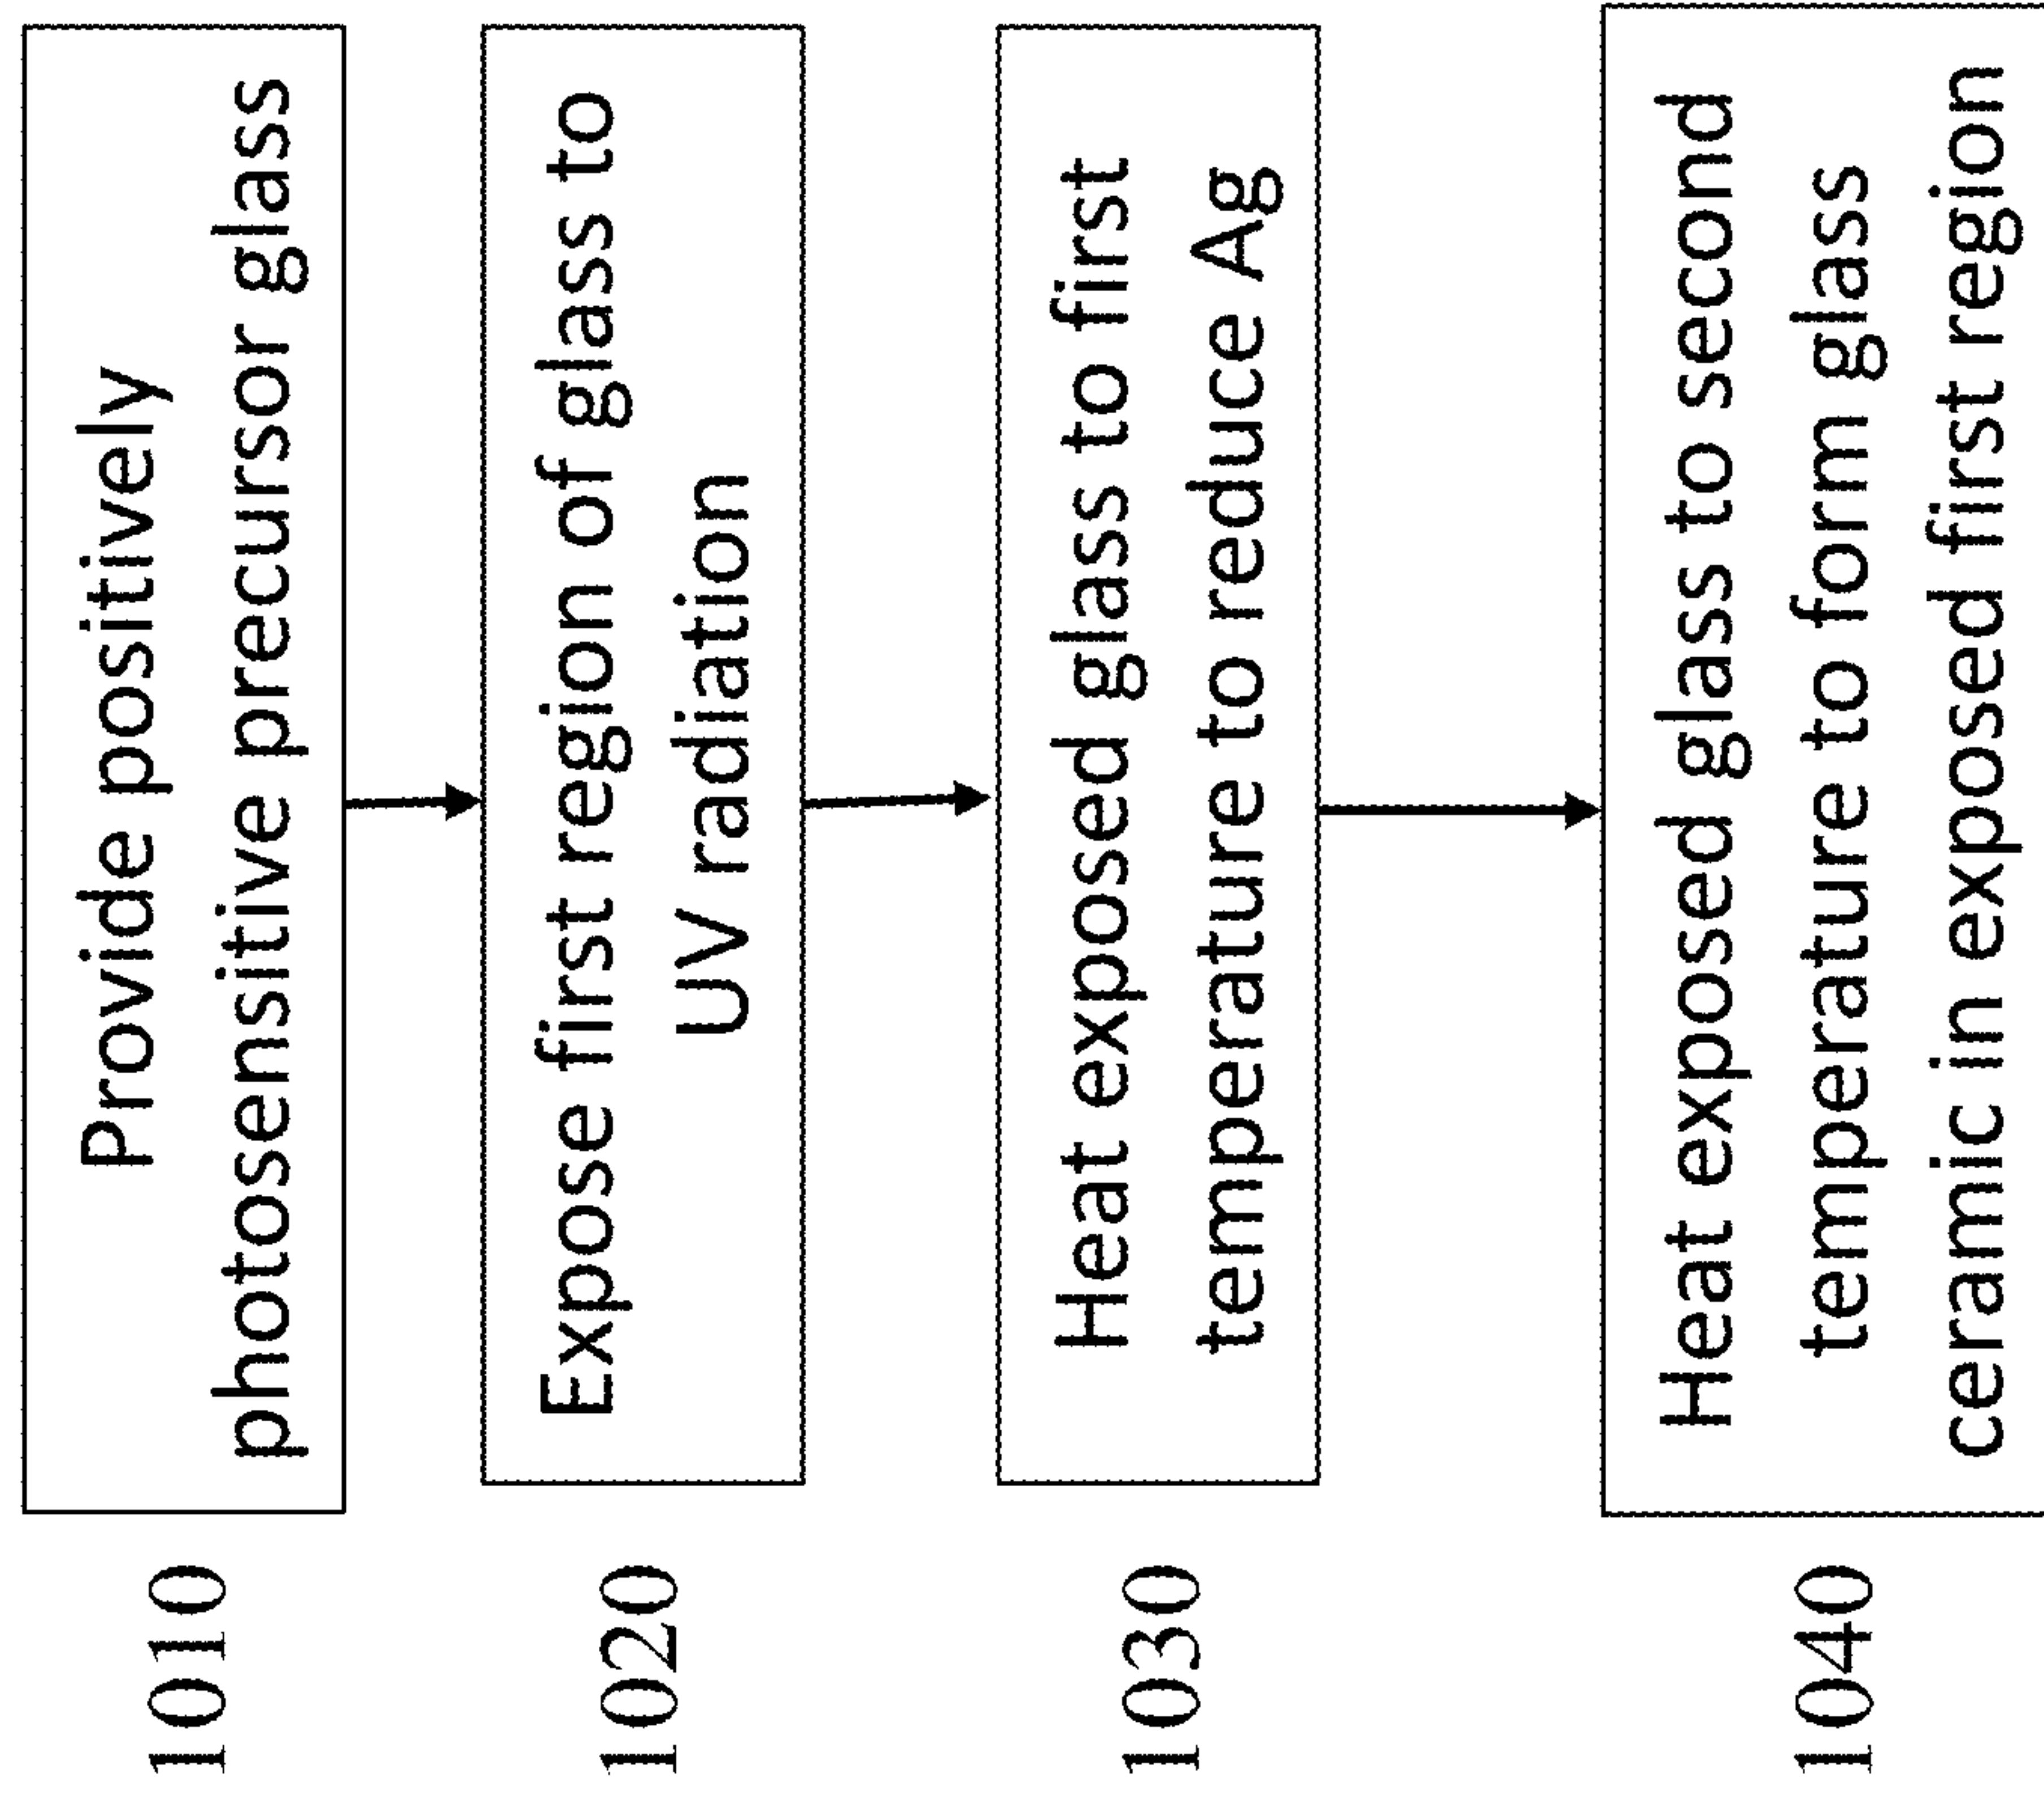 1010
Provide positively
photosensitive precursor glass
1020
Expose first region of glass to
UV radiation
1030
Heat exposed glass to first
temperature to reduce Ag
1040
Heat exposed glass to second
temperature to form glass
ceramic in exposed first region